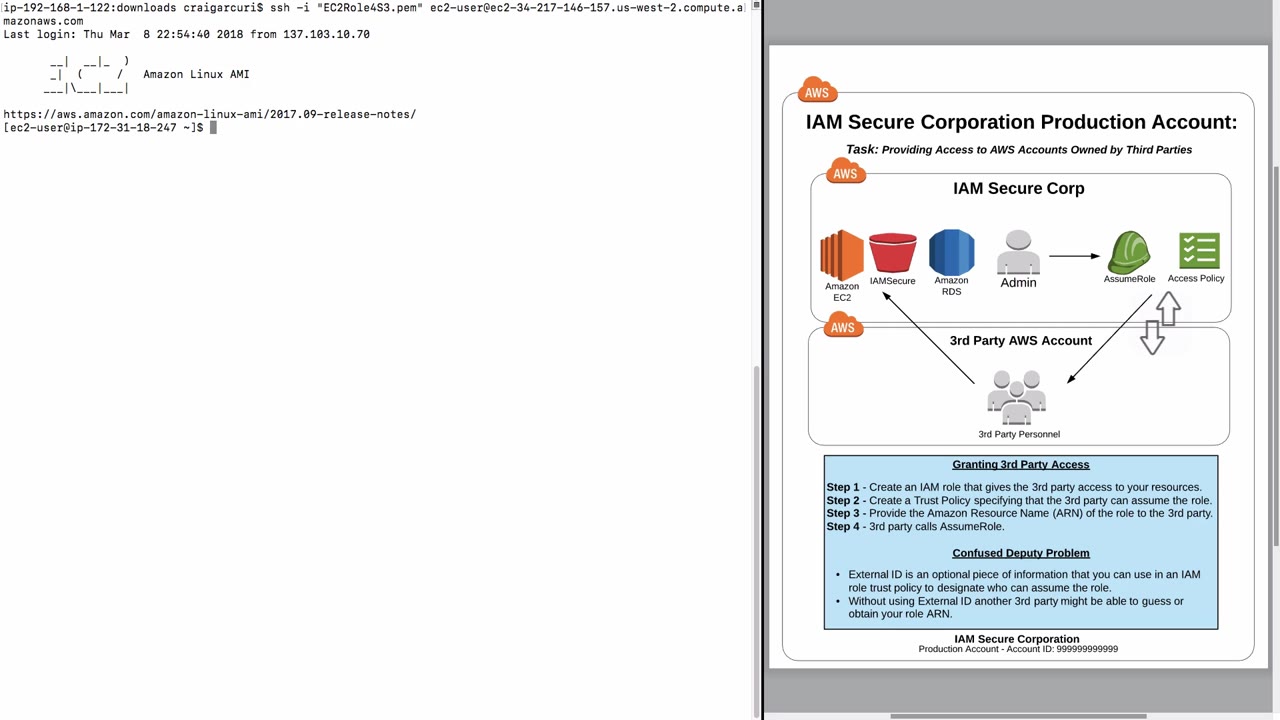 ip-192-168-1-122:downloads craigarcuri$ ssh -i "EC2Role4S3.pem" ec2-user@ec2-34-217-146-157.us-west-2.compute.a
mazonaws.com
Last login: Thu Mar  8 22:54:40 2018 from 137.103.10.70
       __|  __|_  )
       _|  (     /   Amazon Linux AMI
      ___|\___|___|
https://aws.amazon.com/amazon-linux-ami/2017.09-release-notes/
[ec2-user@ip-172-31-18-247 ~]$
AWS
IAM Secure Corporation Production Account:
Task: Providing Access to AWS Accounts Owned by Third Parties
AWS
IAM Secure Corp
Amazon
EC2
IAMSecure
Amazon
RDS
Admin
AssumeRole
Access Policy
AWS
3rd Party AWS Account
3rd Party Personnel
Granting 3rd Party Access
Step 1 - Create an IAM role that gives the 3rd party access to your resources.
Step 2 - Create a Trust Policy specifying that the 3rd party can assume the role.
Step 3 - Provide the Amazon Resource Name (ARN) of the role to the 3rd party.
Step 4 - 3rd party calls AssumeRole.
Confused Deputy Problem
• External ID is an optional piece of information that you can use in an IAM
role trust policy to designate who can assume the role.
• Without using External ID another 3rd party might be able to guess or
obtain your role ARN.
IAM Secure Corporation
Production Account - Account ID: 999999999999